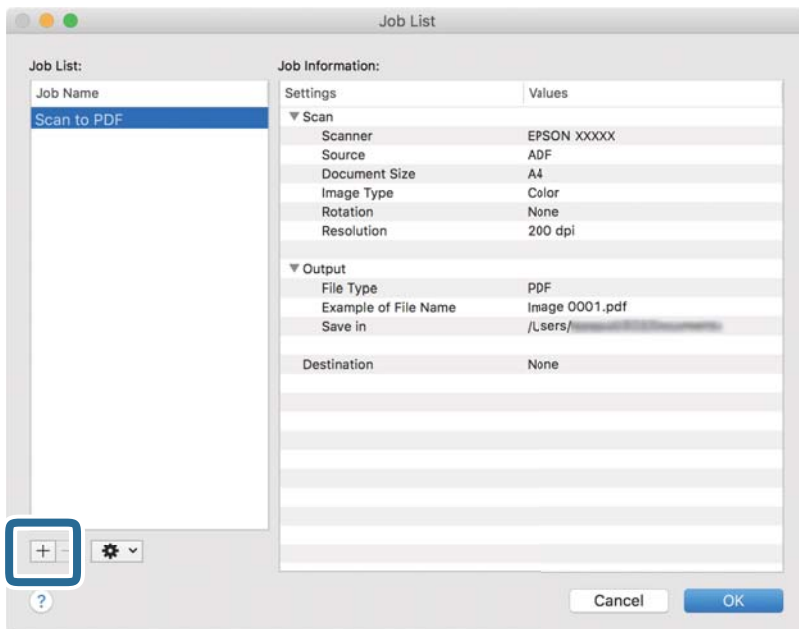 Job List
Job List:
Job Information:
Job Name
Scan to PDF
Settings Values
Scan
Scanner EPSON XXXXX
Source ADF
Document Size A4
Image Type Color
Rotation None
Resolution 200 dpi
Output
File Type PDF
Example of File Name Image 0001.pdf
Save in /Users/
Destination None
+ -
?
Cancel OK